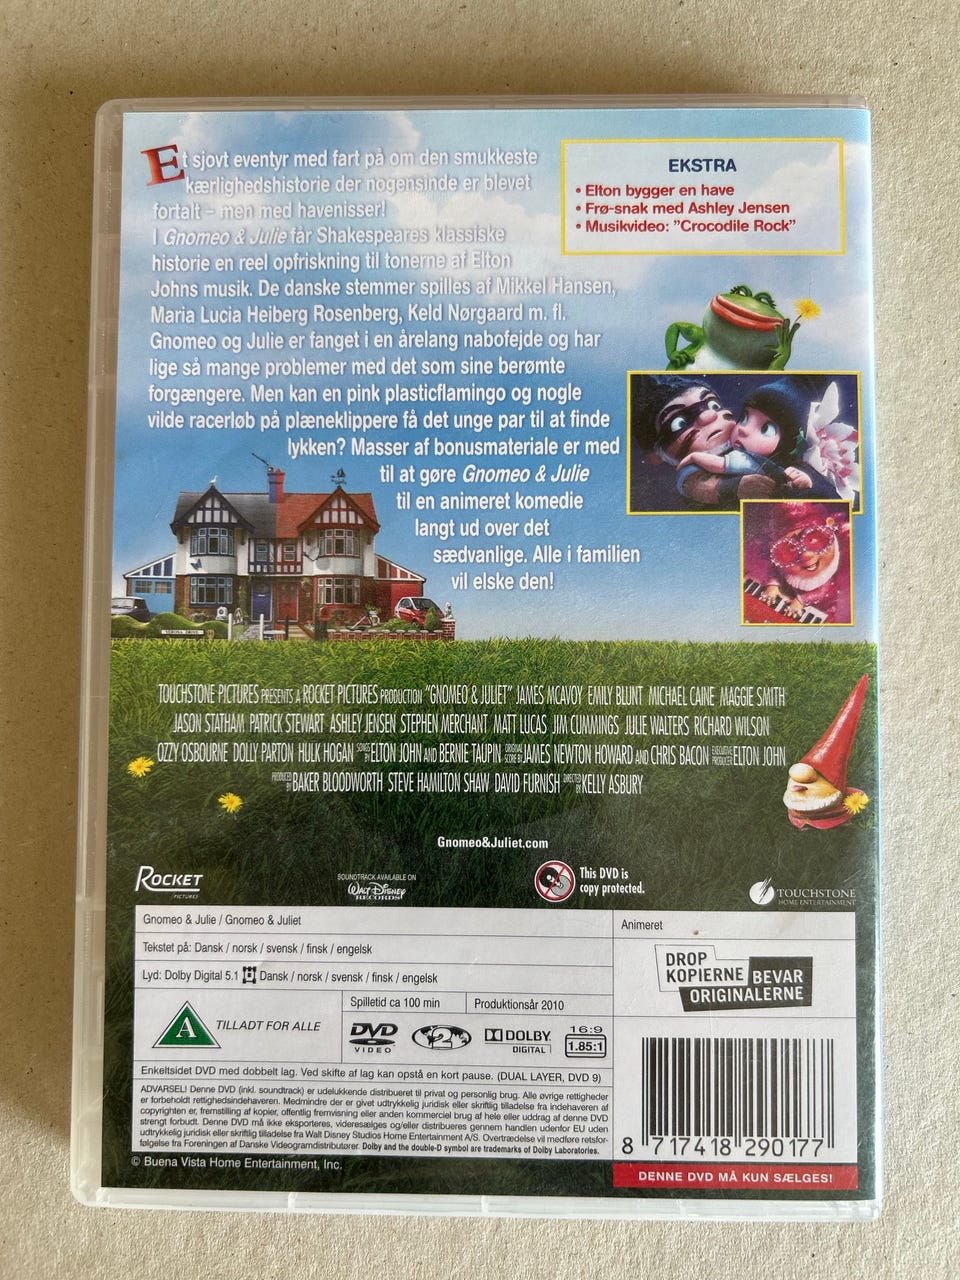 Et sjovt eventyr med fart på om den smukkeste
kærlighedshistorie der nogensinde er blevet
fortalt – men med havenisser!
I Gnomeo & Julie får Shakespeares klassiske
historie en reel opfriskning til tonerne af Elton
Johns musik. De danske stemmer spilles af Mikkel Hansen,
Maria Lucia Heiberg Rosenberg, Keld Nørgaard m. fl.
Gnomeo og Julie er fanget i en årelang nabofejde og har
lige så mange problemer med det som sine berømte
forgængere. Men kan en pink plasticflamingo og nogle
vilde racerløb på plæneklippere få det unge par til at finde
lykken? Masser af bonusmateriale er med
til at gøre Gnomeo & Julie
til en animeret komedie
langt ud over det
sædvanlige. Alle i familien
vil elske den!
EKSTRA
• Elton bygger en have
• Frø-snak med Ashley Jensen
• Musikvideo: "Crocodile Rock"
TOUCHSTONE PICTURES PRESENTS A ROCKET PICTURES PRODUCTION "GNOMEO & JULIET" JAMES MCAVOY EMILY BLUNT MICHAEL CAINE MAGGIE SMITH
JASON STATHAM PATRICK STEWART ASHLEY JENSEN STEPHEN MERCHANT MATT LUCAS JIM CUMMINGS JULIE WALTERS RICHARD WILSON
OZZY OSBOURNE DOLLY PARTON HULK HOGAN SONGS BY ELTON JOHN AND BERNIE TAUPIN ORIGINAL SCORE BY JAMES NEWTON HOWARD AND CHRIS BACON EXECUTIVE PRODUCER ELTON JOHN
PRODUCED BY BAKER BLOODWORTH STEVE HAMILTON SHAW DAVID FURNISH DIRECTED BY KELLY ASBURY
Gnomeo&Juliet.com
ROCKET
PICTURES
SOUNDTRACK AVAILABLE ON
WALT DISNEY
RECORDS
This DVD is
copy protected.
TOUCHSTONE
HOME ENTERTAINMENT
Gnomeo & Julie / Gnomeo & Juliet
Tekstet på: Dansk / norsk / svensk / finsk / engelsk
Lyd: Dolby Digital 5.1 Dansk / norsk / svensk / finsk / engelsk
Animeret
DROP
KOPIERNE BEVAR
ORIGINALERNE
A TILLADT FOR ALLE
Spilletid ca 100 min
Produktionsår 2010
DVD
VIDEO
2
DOLBY
DIGITAL
16:9
1.85:1
Enkeltsidet DVD med dobbelt lag. Ved skifte af lag kan opstå en kort pause. (DUAL LAYER, DVD 9)
ADVARSEL! Denne DVD (inkl. soundtrack) er udelukkende distribueret til privat og personlig brug. Alle øvrige rettigheder
er forbeholdt rettighedsindehaveren. Medmindre der er givet udtrykkelig juridisk eller skriftlig tilladelse fra indehaveren af
copyrighten er, fremstilling af kopier, offentlig fremvisning eller anden kommerciel brug af hele eller uddrag af denne DVD
strengt forbudt. Denne DVD må ikke eksporteres, videresælges og/eller distribueres gennem handlen udenfor EU uden
udtrykkelig juridisk eller skriftlig tilladelse fra Walt Disney Studios Home Entertainment A/S. Overtrædelse vil medføre retsfor-
følgelse fra Foreningen af Danske Videogramdistributører. Dolby and the double-D symbol are trademarks of Dolby Laboratories.
8 717418 290177
© Buena Vista Home Entertainment, Inc.
DENNE DVD MÅ KUN SÆLGES!